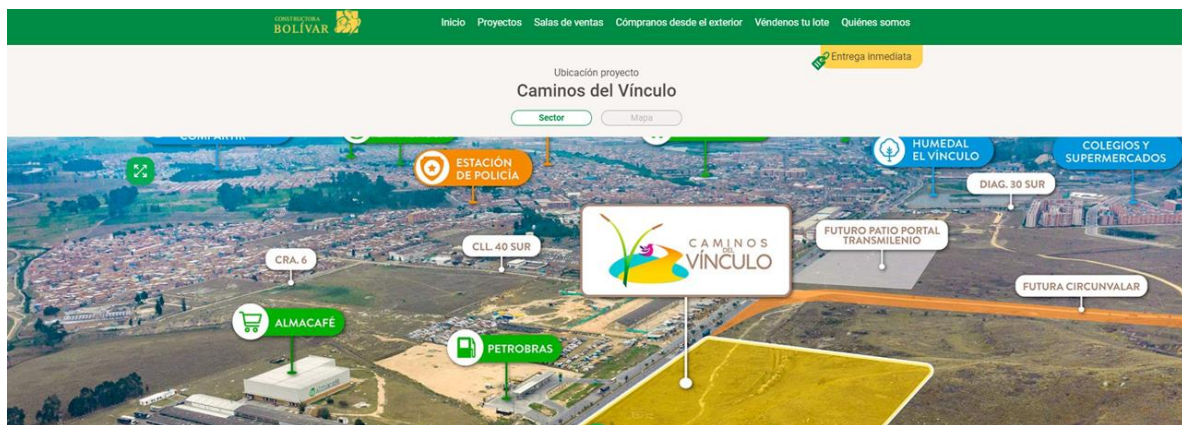 CONSTRUCTORA
BOLÍVAR
Inicio Proyectos Salas de ventas Cómpranos desde el exterior Véndenos tu lote Quiénes somos
Entrega inmediata
Ubicación proyecto
Caminos del Vínculo
Sector Mapa
COMPARTIR
HUMEDAL
EL VÍNCULO
COLEGIOS Y
SUPERMERCADOS
ESTACIÓN
DE POLICÍA
DIAG. 30 SUR
CLL. 40 SUR
CAMINOS
DEL
VÍNCULO
FUTURO PATIO PORTAL
TRANSMILENIO
CRA. 6
FUTURA CIRCUNVALAR
ALMACAFÉ
PETROBRAS